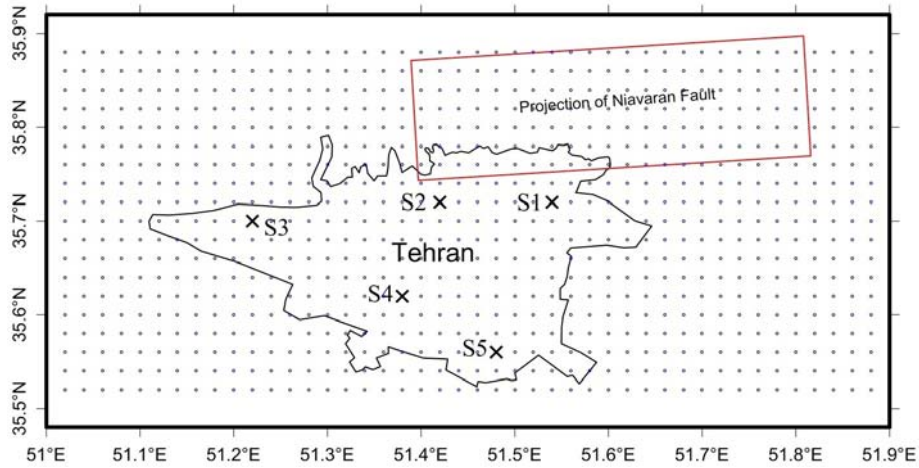 35.9°N
Projection of Niavaran Fault
35.8°N
S2
S1
35.7°N
S3
Tehran
S4
35.6°N
S5
35.5°N
51°E
51.1°E
51.2°E
51.3°E
51.4°E
51.5°E
51.6°E
51.7°E
51.8°E
51.9°E